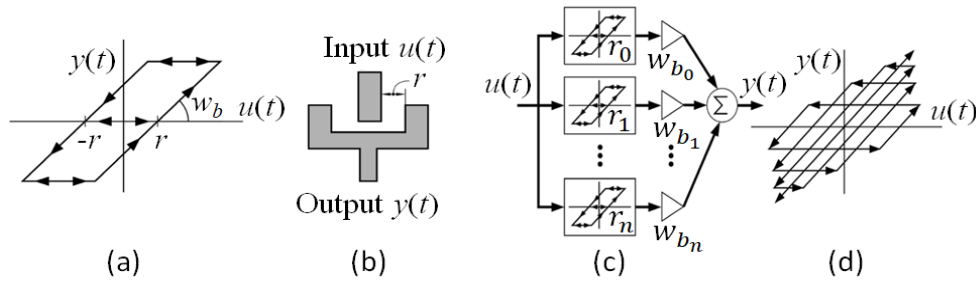 y(t)
w_b
u(t)
-r
r
(a)
Input u(t)
r
Output y(t)
(b)
u(t)
r_0
w_{b_0}
r_1
w_{b_1}
r_n
w_{b_n}
Σ
y(t)
(c)
y(t)
u(t)
(d)